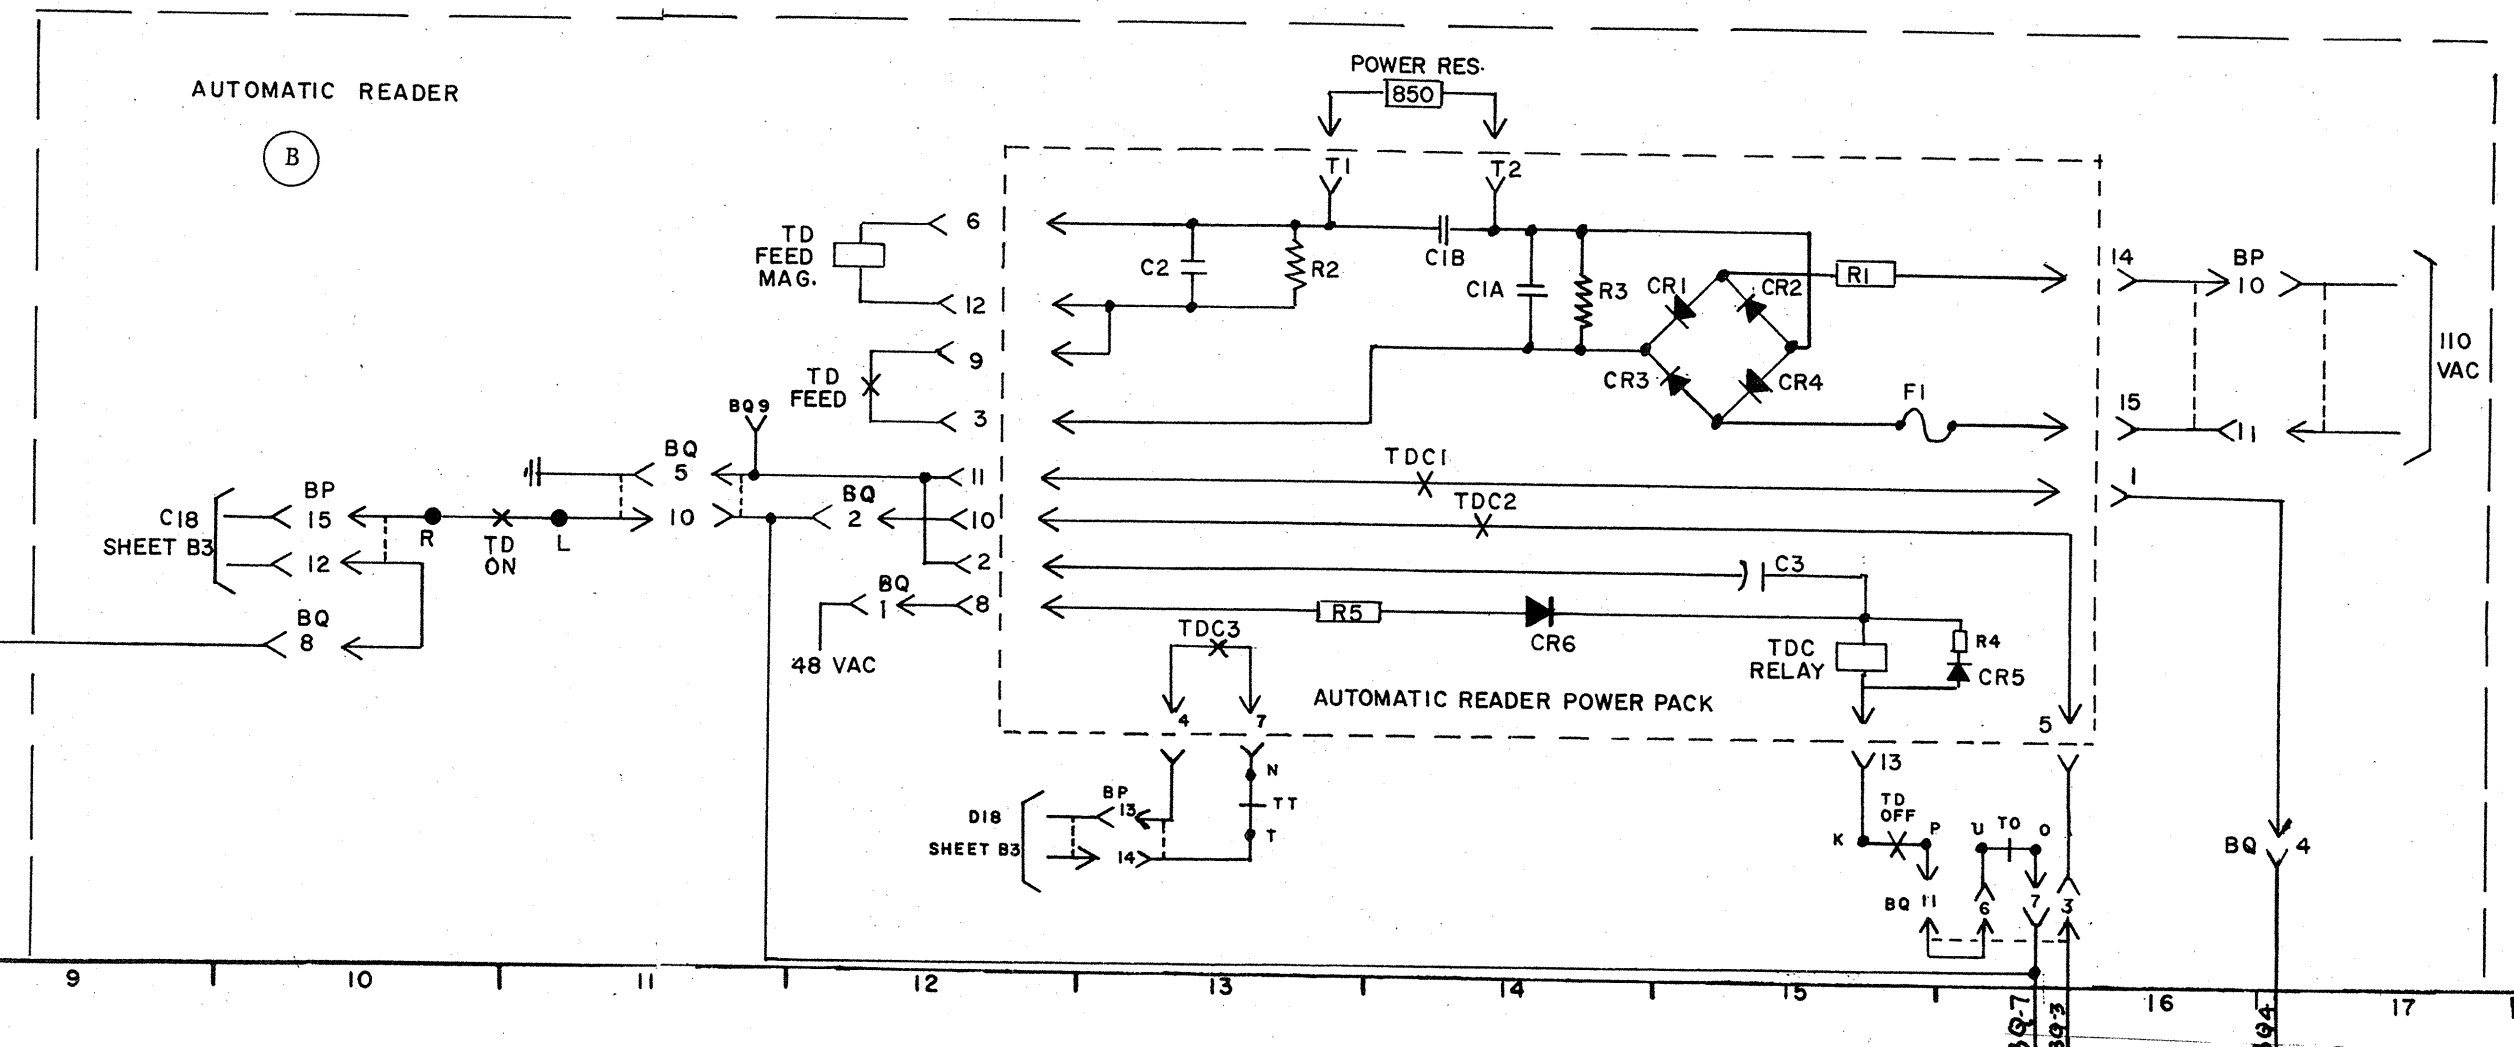 AUTOMATIC READER
B
POWER RES.
850
T1
T2
6
TD
FEED
MAG.
12
C2
R2
C1B
C1A
R3
CR1
CR2
R1
14
BP
10
110
VAC
9
TD
FEED
3
CR3
CR4
F1
15
11
BQ9
BQ
5
11
TDC1
1
C18
SHEET B3
BP
15
R
TD
ON
L
10
BQ
2
10
TDC2
12
2
C3
BQ
8
BQ
1
8
48 VAC
R5
CR6
TDC3
TDC
RELAY
R4
CR5
AUTOMATIC READER POWER PACK
4
7
5
13
N
TT
T
D18
SHEET B3
BP
13
14
K
TD
OFF
P
U
TO
O
BQ
11
6
7
3
BQ
4
9
10
11
12
13
14
15
16
17
BQ-7
BQ-3
BQ4